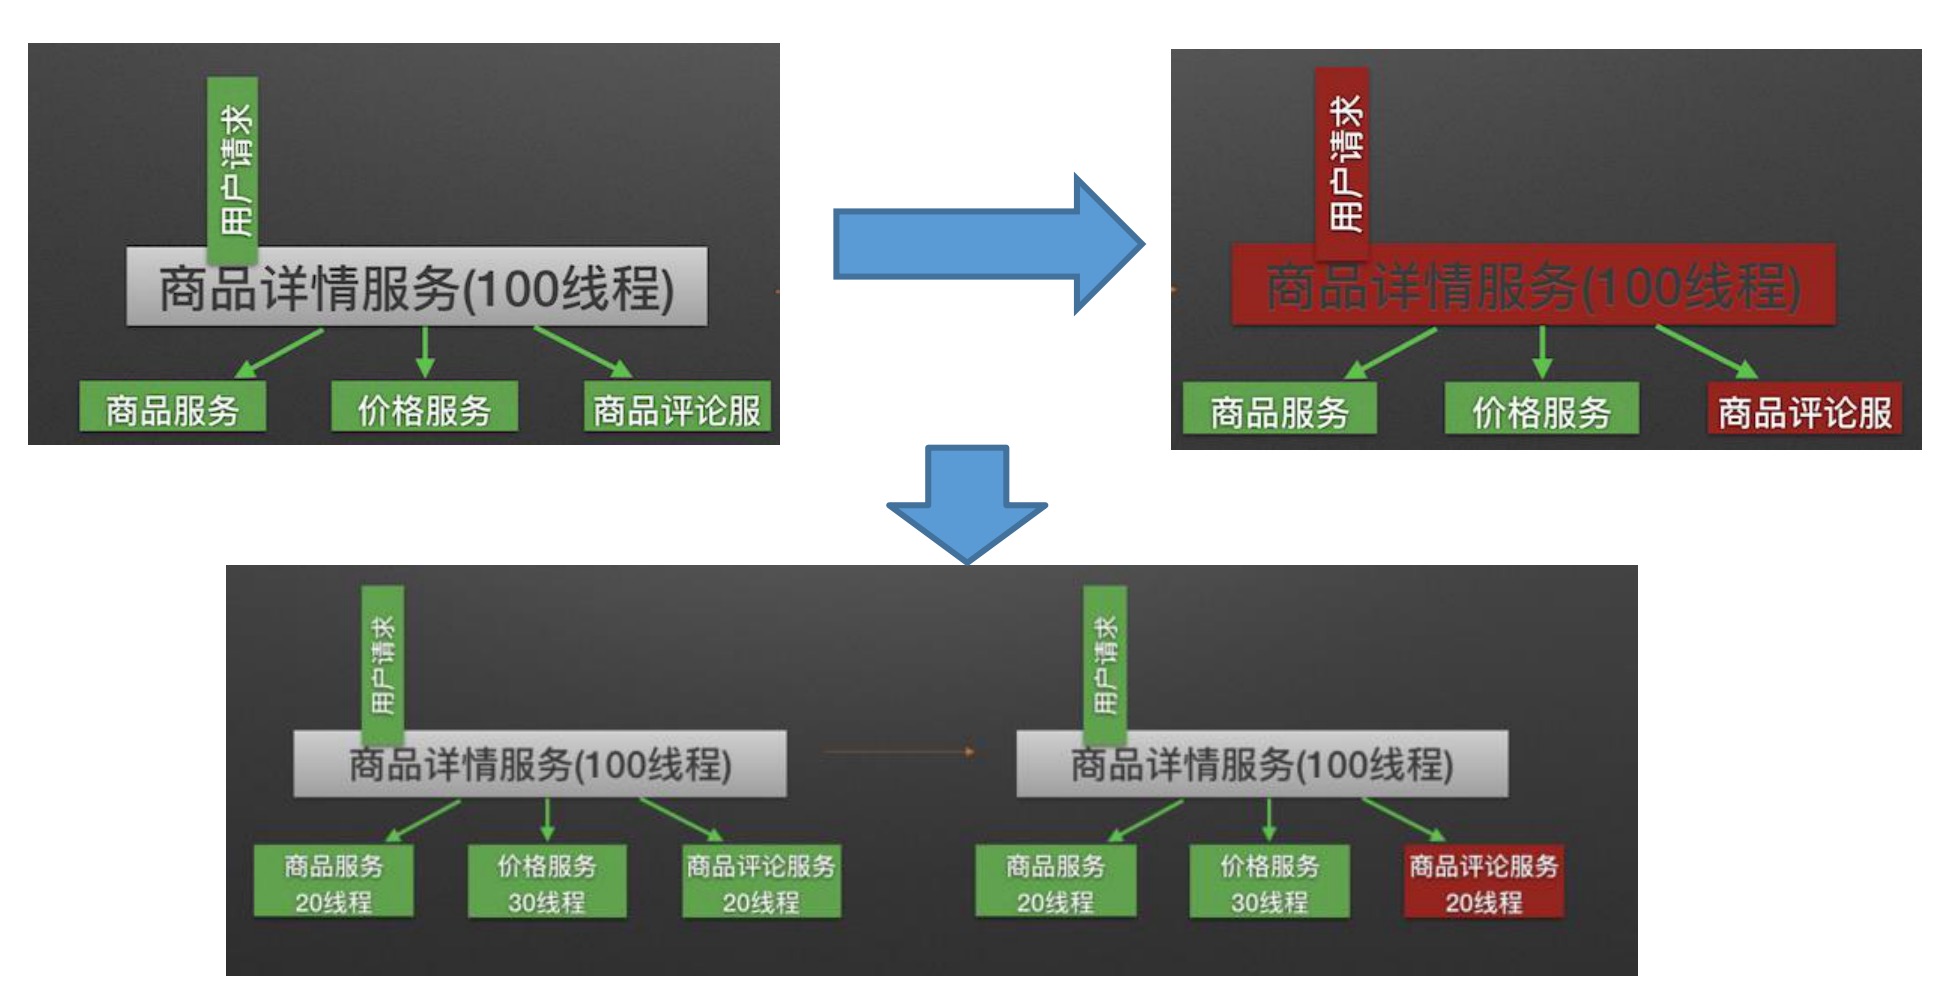 用户请求
商品详情服务(100线程)
商品服务
价格服务
商品评论服
用户请求
商品详情服务(100线程)
商品服务
价格服务
商品评论服
用户请求
商品详情服务(100线程)
商品服务
20线程
价格服务
30线程
商品评论服务
20线程
用户请求
商品详情服务(100线程)
商品服务
20线程
价格服务
30线程
商品评论服务
20线程